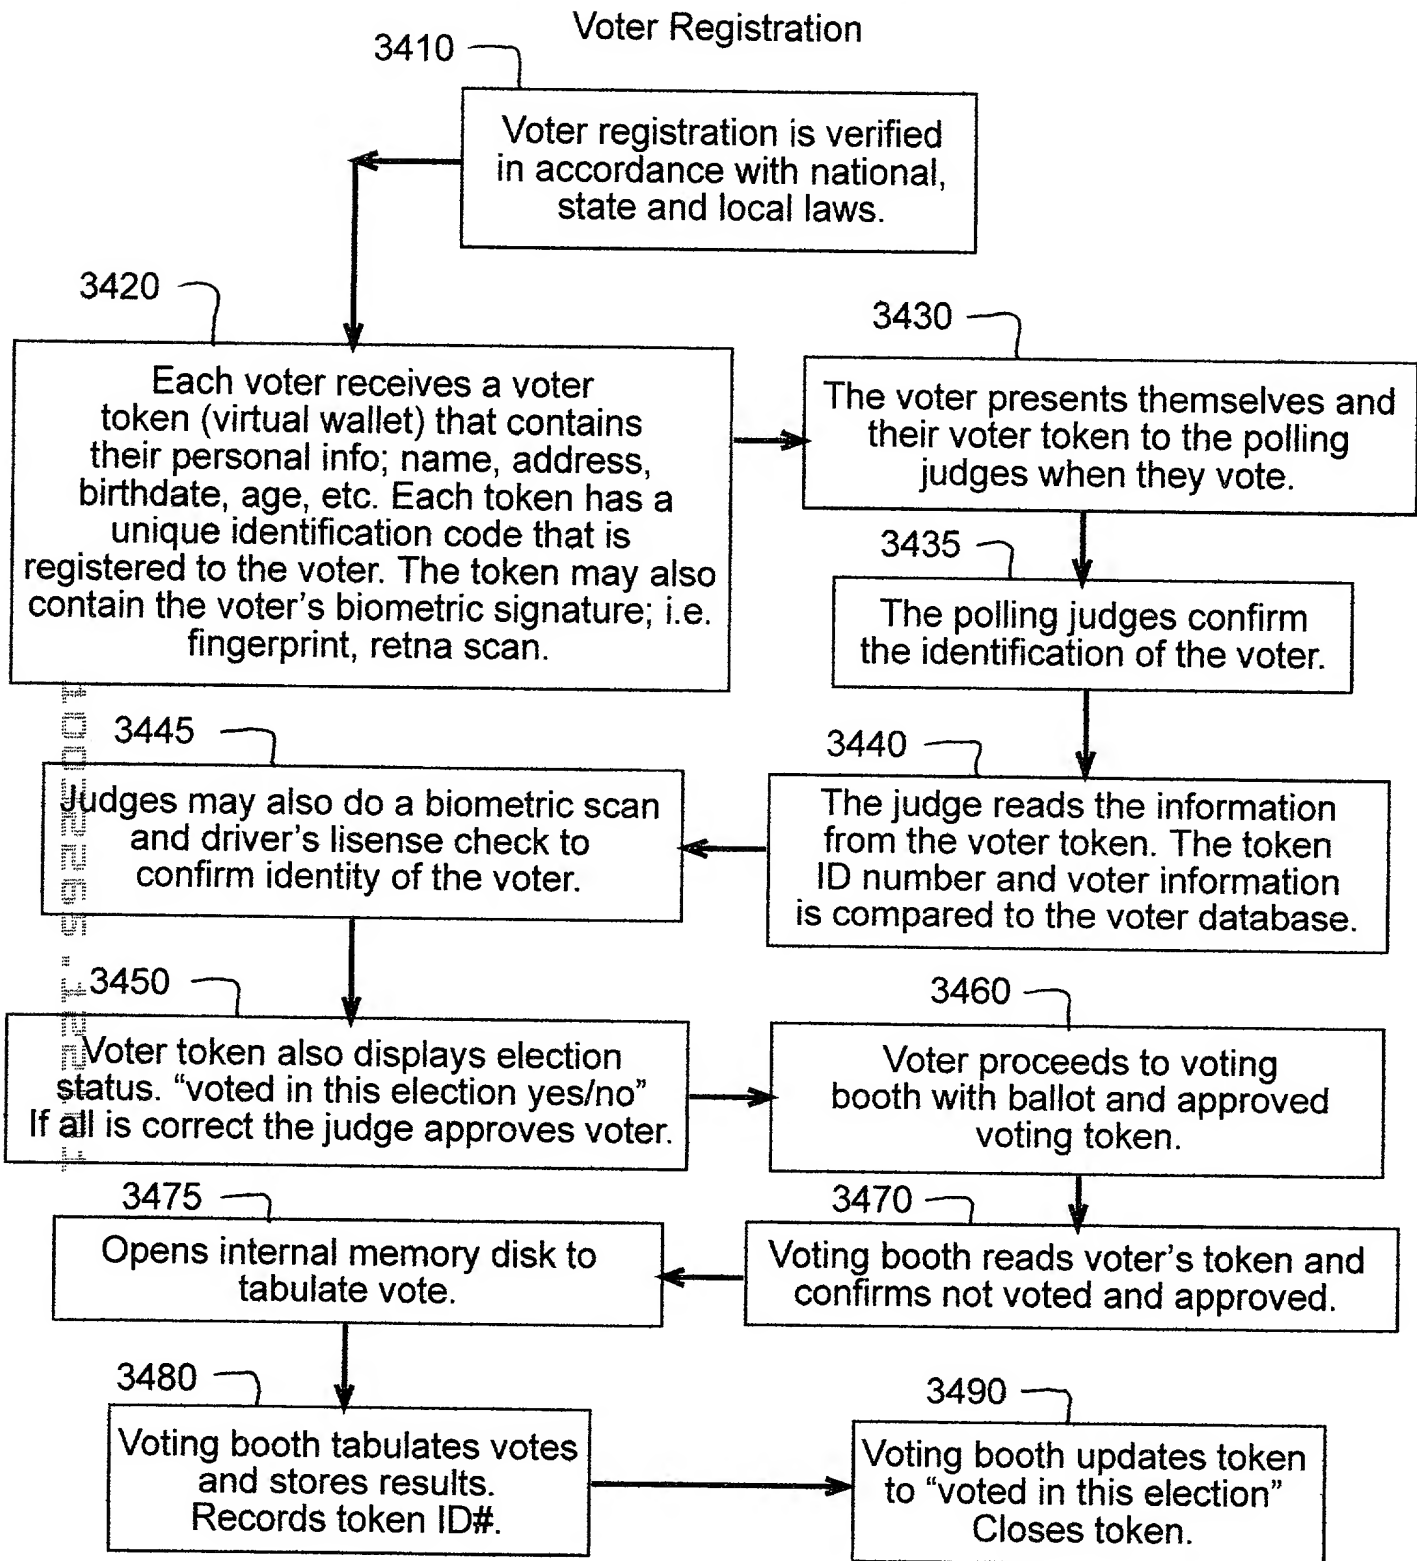 Voter Registration
3410
Voter registration is verified
in accordance with national,
state and local laws.
3420
Each voter receives a voter
token (virtual wallet) that contains
their personal info; name, address,
birthdate, age, etc. Each token has a
unique identification code that is
registered to the voter. The token may also
contain the voter's biometric signature; i.e.
fingerprint, retna scan.
3430
The voter presents themselves and
their voter token to the polling
judges when they vote.
3435
The polling judges confirm
the identification of the voter.
3440
The judge reads the information
from the voter token. The token
ID number and voter information
is compared to the voter database.
3445
Judges may also do a biometric scan
and driver's lisense check to
confirm identity of the voter.
3450
Voter token also displays election
status. “voted in this election yes/no”
If all is correct the judge approves voter.
3460
Voter proceeds to voting
booth with ballot and approved
voting token.
3470
Voting booth reads voter's token and
confirms not voted and approved.
3475
Opens internal memory disk to
tabulate vote.
3480
Voting booth tabulates votes
and stores results.
Records token ID#.
3490
Voting booth updates token
to “voted in this election”
Closes token.